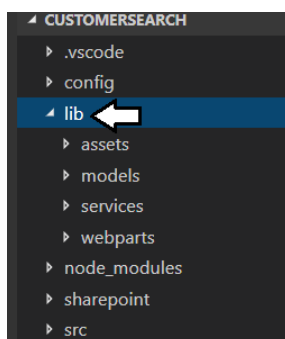 CUSTOMERSEARCH
.vscode
config
lib
assets
models
services
webparts
node_modules
sharepoint
src